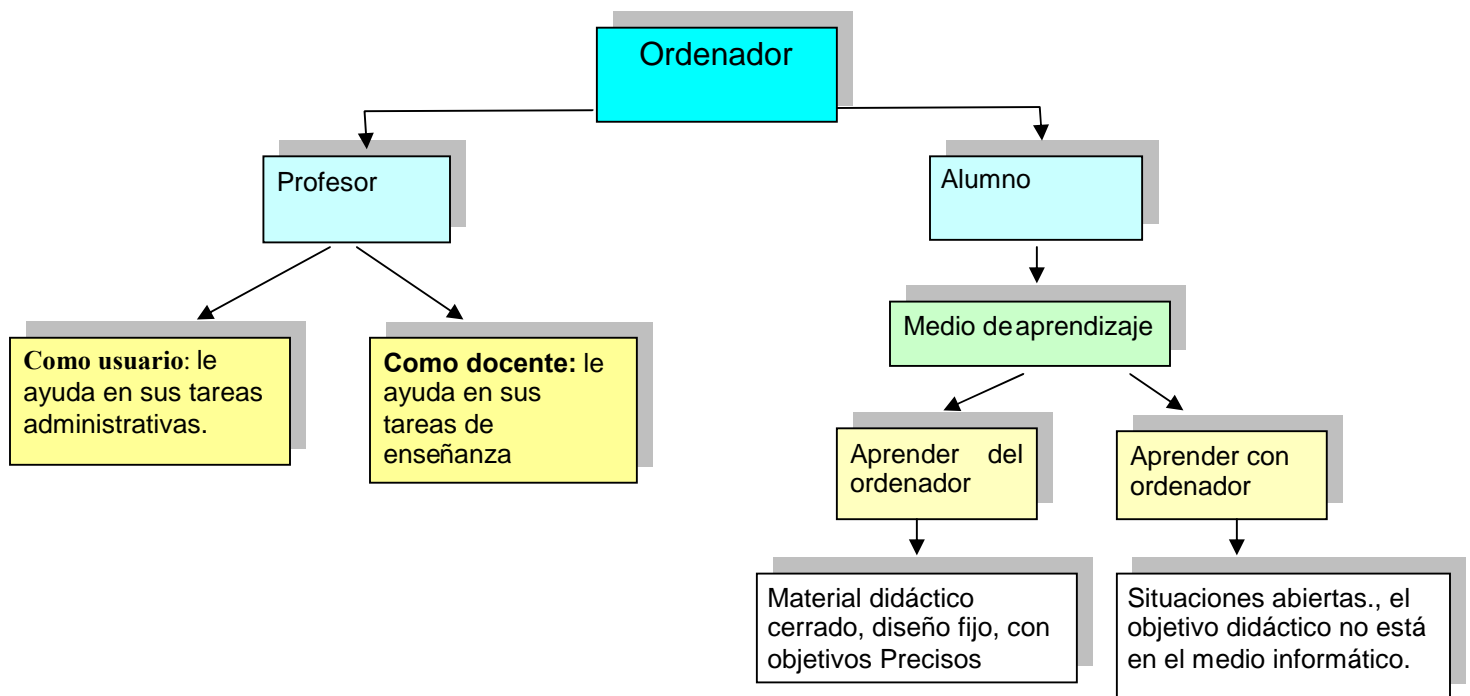 Ordenador
Profesor
Alumno
Medio de aprendizaje
Como usuario: le
ayuda en sus tareas
administrativas.
Como docente: le
ayuda en sus
tareas de
enseñanza
Aprender del
ordenador
Aprender con
ordenador
Material didáctico
cerrado, diseño fijo, con
objetivos Precisos
Situaciones abiertas., el
objetivo didáctico no está
en el medio informático.